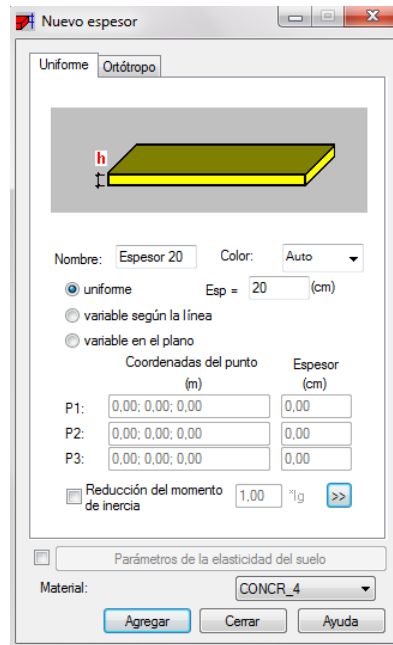 Nuevo espesor
Uniforme Ortótropo
h
Nombre: Espesor 20 Color: Auto
uniforme Esp = 20 (cm)
variable según la línea
variable en el plano
Coordenadas del punto Espesor
(m) (cm)
P1: 0,00; 0,00; 0,00 0,00
P2: 0,00; 0,00; 0,00 0,00
P3: 0,00; 0,00; 0,00 0,00
Reducción del momento
de inercia 1,00 *Ig >>
Parámetros de la elasticidad del suelo
Material: CONCR_4
Agregar Cerrar Ayuda